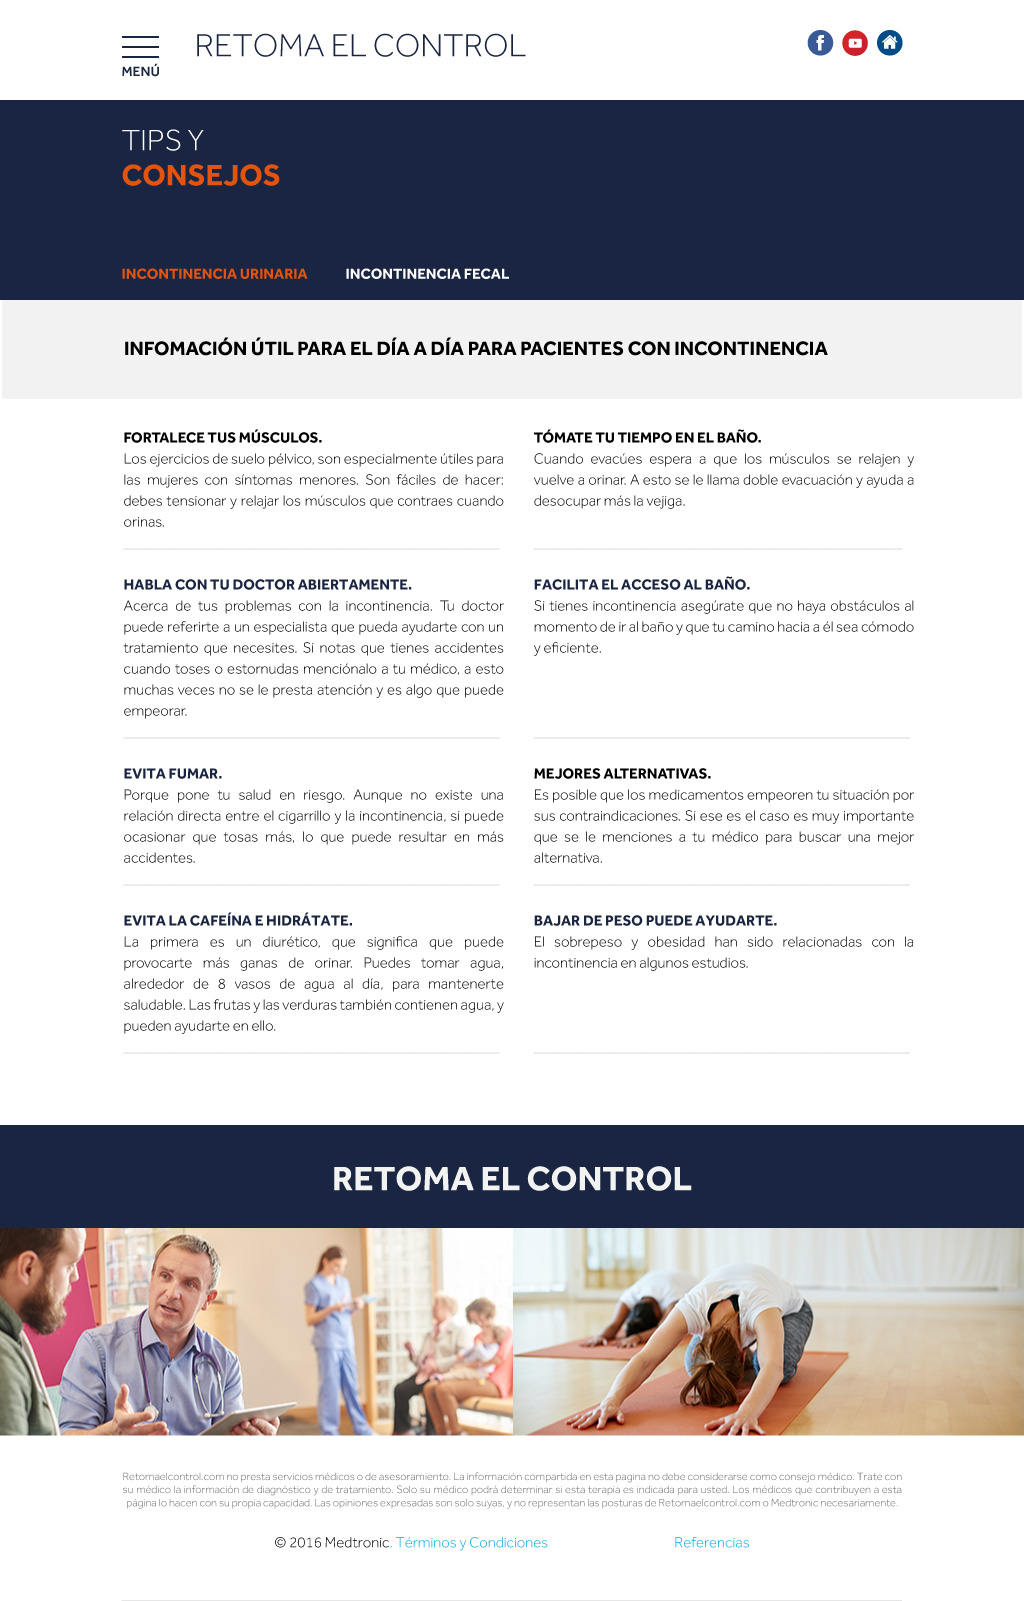 MENÚ
RETOMA EL CONTROL
TIPS Y
CONSEJOS
INCONTINENCIA URINARIA
INCONTINENCIA FECAL
INFOMACIÓN ÚTIL PARA EL DÍA A DÍA PARA PACIENTES CON INCONTINENCIA
FORTALECE TUS MÚSCULOS.
Los ejercicios de suelo pélvico, son especialmente útiles para
las mujeres con síntomas menores. Son fáciles de hacer:
debes tensionar y relajar los músculos que contraes cuando
orinas.
TÓMATE TU TIEMPO EN EL BAÑO.
Cuando evacúes espera a que los músculos se relajen y
vuelve a orinar. A esto se le llama doble evacuación y ayuda a
desocupar más la vejiga.
HABLA CON TU DOCTOR ABIERTAMENTE.
Acerca de tus problemas con la incontinencia. Tu doctor
puede referirte a un especialista que pueda ayudarte con un
tratamiento que necesites. Si notas que tienes accidentes
cuando toses o estornudas menciónalo a tu médico, a esto
muchas veces no se le presta atención y es algo que puede
empeorar.
FACILITA EL ACCESO AL BAÑO.
Si tienes incontinencia asegúrate que no haya obstáculos al
momento de ir al baño y que tu camino hacia a él sea cómodo
y eficiente.
EVITA FUMAR.
Porque pone tu salud en riesgo. Aunque no existe una
relación directa entre el cigarrillo y la incontinencia, si puede
ocasionar que tosas más, lo que puede resultar en más
accidentes.
MEJORES ALTERNATIVAS.
Es posible que los medicamentos empeoren tu situación por
sus contraindicaciones. Si ese es el caso es muy importante
que se le menciones a tu médico para buscar una mejor
alternativa.
EVITA LA CAFEÍNA E HIDRÁTATE.
La primera es un diurético, que significa que puede
provocarte más ganas de orinar. Puedes tomar agua,
alrededor de 8 vasos de agua al día, para mantenerte
saludable. Las frutas y las verduras también contienen agua, y
pueden ayudarte en ello.
BAJAR DE PESO PUEDE AYUDARTE.
El sobrepeso y obesidad han sido relacionadas con la
incontinencia en algunos estudios.
RETOMA EL CONTROL
Retomaelcontrol.com no presta servicios médicos o de asesoramiento. La información compartida en esta pagina no debe considerarse como consejo médico. Trate con
su médico la información de diagnóstico y de tratamiento. Solo su médico podrá determinar si esta terapia es indicada para usted. Los médicos que contribuyen a esta
página lo hacen con su propia capacidad. Las opiniones expresadas son solo suyas, y no representan las posturas de Retornaelcontrol.com o Medtronic necesariamente.
© 2016 Medtronic. Términos y Condiciones
Referencias